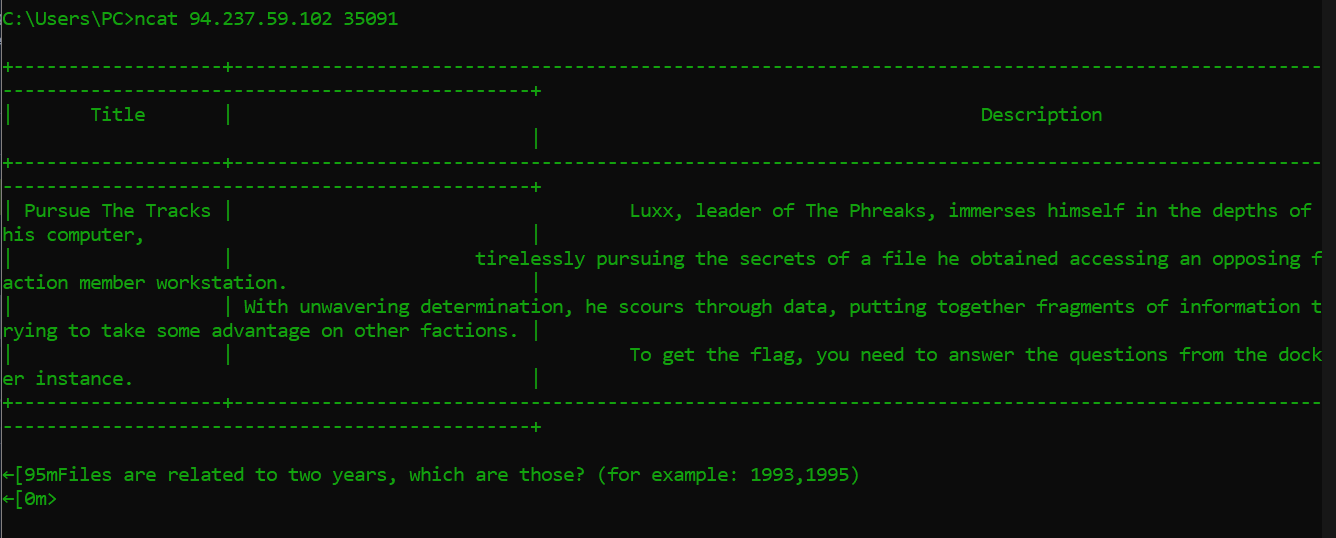 C:\Users\PC>ncat 94.237.59.102 35091
+-------------------+---------------------------------------------------------------------------------------------------
------------------------------------------------+
|       Title       |                                                                    Description
                                                |
+-------------------+---------------------------------------------------------------------------------------------------
------------------------------------------------+
| Pursue The Tracks |                                    Luxx, leader of The Phreaks, immerses himself in the depths of
his computer,                                   |
|                   |                      tirelessly pursuing the secrets of a file he obtained accessing an opposing f
action member workstation.                      |
|                   | With unwavering determination, he scours through data, putting together fragments of information t
rying to take some advantage on other factions. |
|                   |                                    To get the flag, you need to answer the questions from the dock
er instance.                                    |
+-------------------+---------------------------------------------------------------------------------------------------
------------------------------------------------+
←[95mFiles are related to two years, which are those? (for example: 1993,1995)
←[0m>